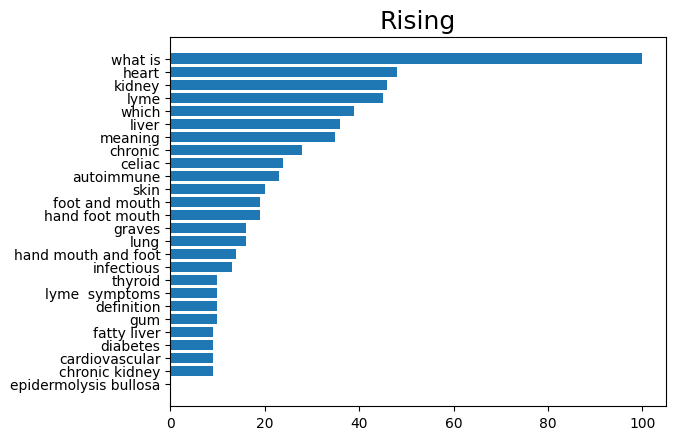 Rising
what is
heart
kidney
lyme
which
liver
meaning
chronic
celiac
autoimmune
skin
foot and mouth
hand foot mouth
graves
lung
hand mouth and foot
infectious
thyroid
lyme  symptoms
definition
gum
fatty liver
diabetes
cardiovascular
chronic kidney
epidermolysis bullosa
0 20 40 60 80 100